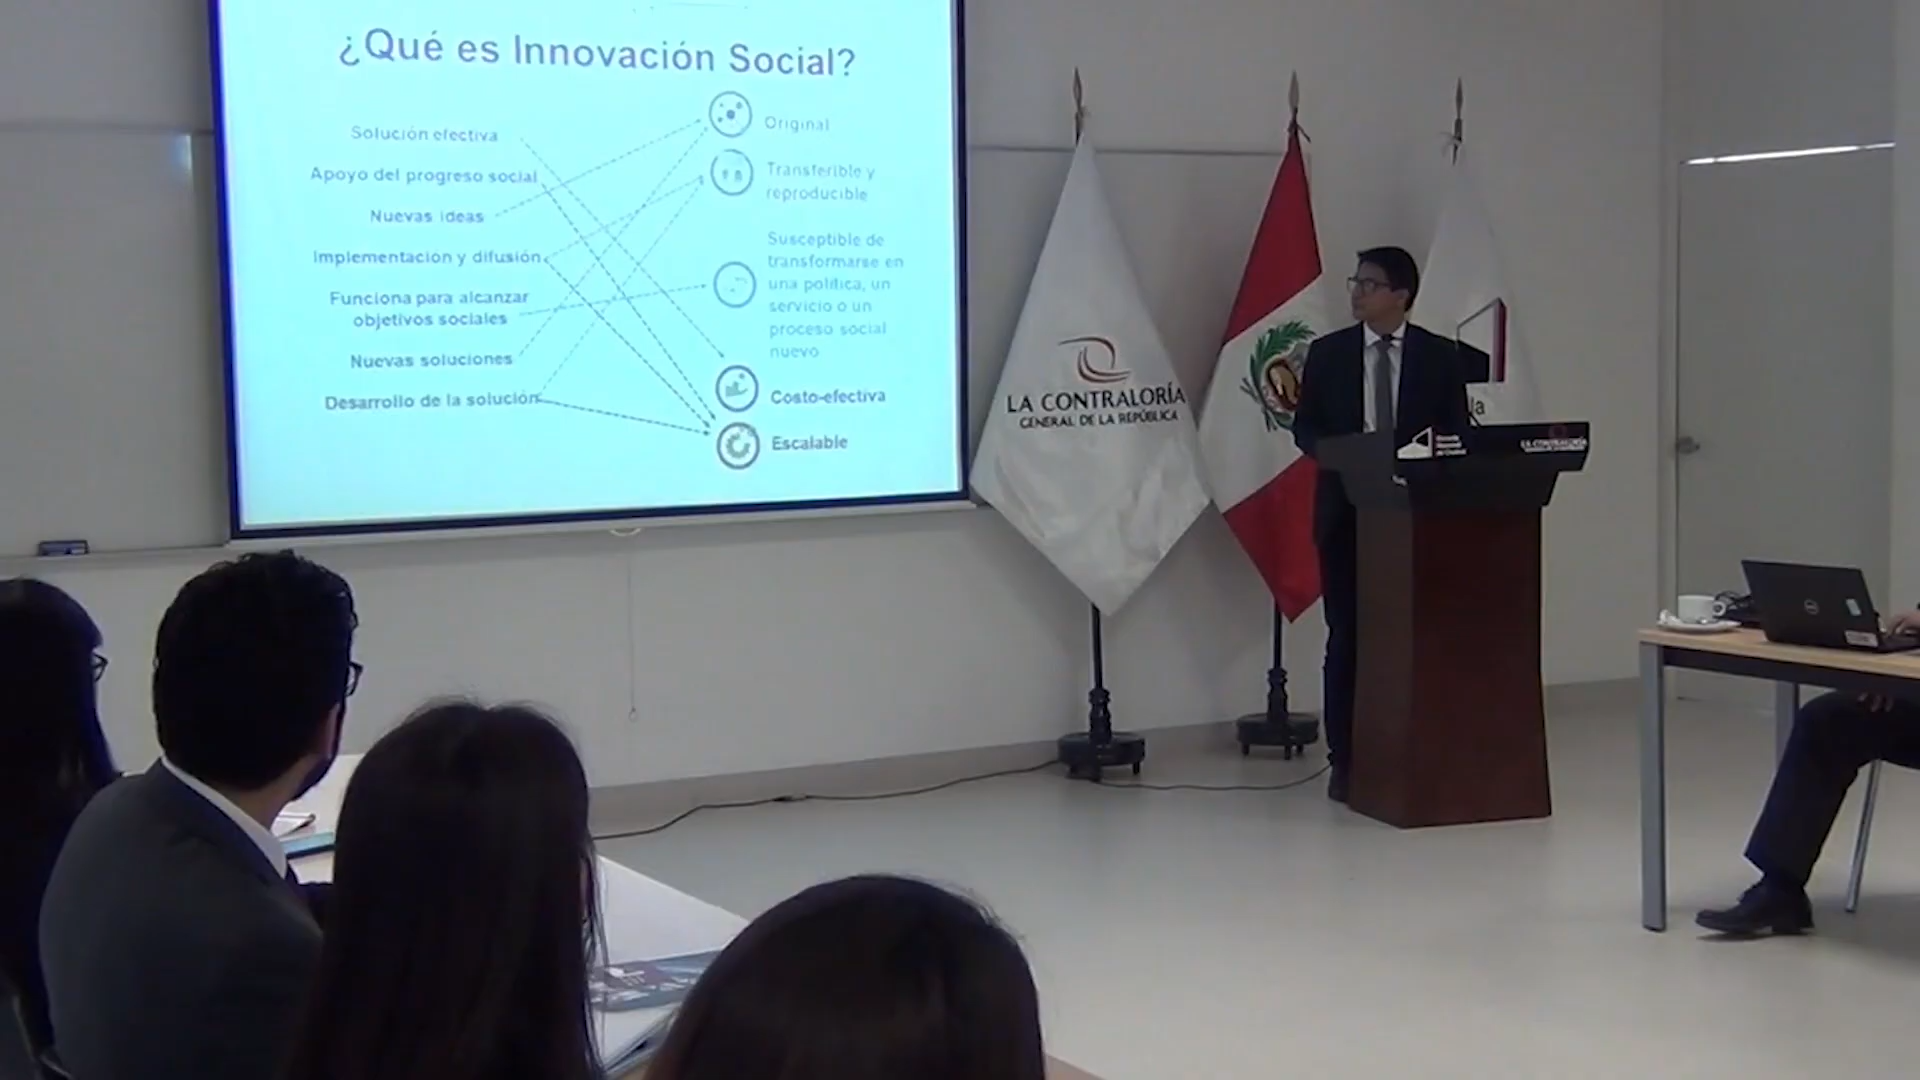 ¿Qué es Innovación Social?
Solución efectiva
Apoyo del progreso social
Nuevas ideas
Implementación y difusión
Funciona para alcanzar
objetivos sociales
Nuevas soluciones
Desarrollo de la solución
Original
Transferible y
reproducible
Susceptible de
transformarse en
una política, un
servicio o un
proceso social
nuevo
Costo-efectiva
Escalable
LA CONTRALORÍA
GENERAL DE LA REPÚBLICA
la
LA CONTRALORÍA